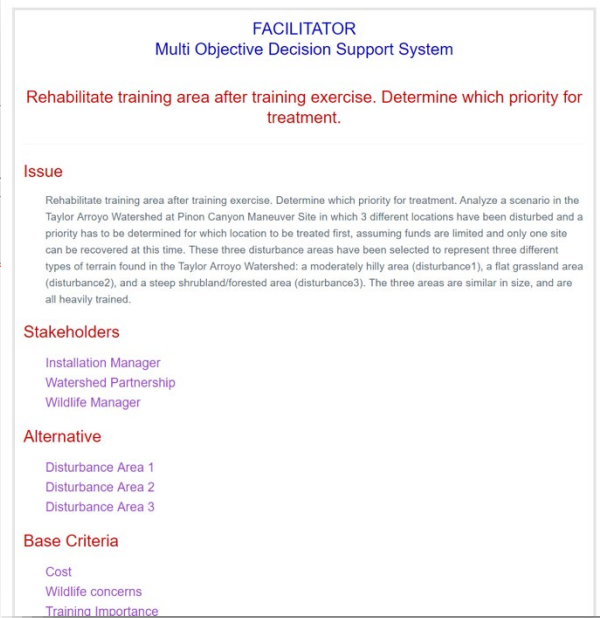 FACILITATOR
Multi Objective Decision Support System
Rehabilitate training area after training exercise. Determine which priority for
treatment.
Issue
Rehabilitate training area after training exercise. Determine which priority for treatment. Analyze a scenario in the
Taylor Arroyo Watershed at Pinon Canyon Maneuver Site in which 3 different locations have been disturbed and a
priority has to be determined for which location to be treated first, assuming funds are limited and only one site
can be recovered at this time. These three disturbance areas have been selected to represent three different
types of terrain found in the Taylor Arroyo Watershed: a moderately hilly area (disturbance1), a flat grassland area
(disturbance2), and a steep shrubland/forested area (disturbance3). The three areas are similar in size, and are
all heavily trained.
Stakeholders
Installation Manager
Watershed Partnership
Wildlife Manager
Alternative
Disturbance Area 1
Disturbance Area 2
Disturbance Area 3
Base Criteria
Cost
Wildlife concerns
Training Importance